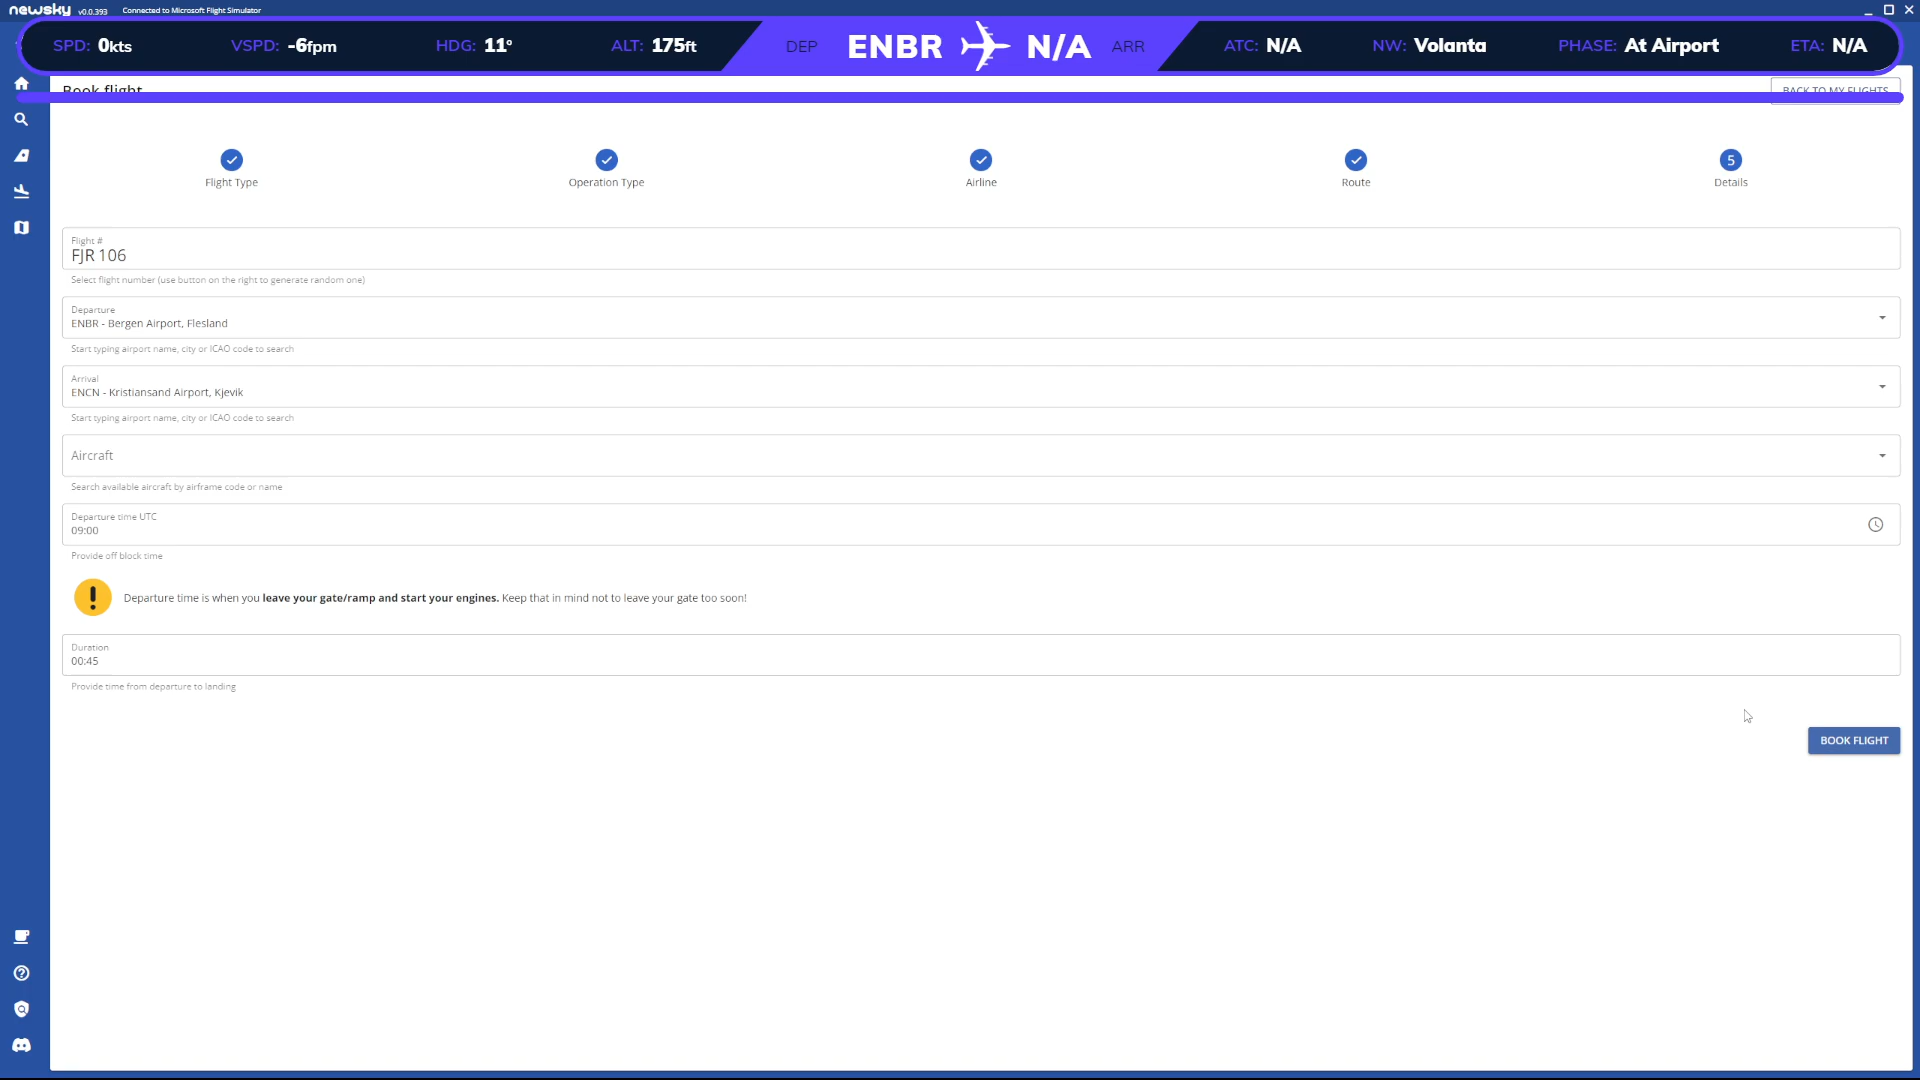 newsky v0.0.393 Connected to Microsoft Flight Simulator
SPD: 0kts VSPD: -6fpm HDG: 11° ALT: 175ft DEP ENBR N/A ARR ATC: N/A NW: Volanta PHASE: At Airport ETA: N/A
Book flight BACK TO MY FLIGHTS
Flight Type Operation Type Airline Route 5 Details
Flight #
FJR 106
Select flight number (use button on the right to generate random one)
Departure
ENBR - Bergen Airport, Flesland
Start typing airport name, city or ICAO code to search
Arrival
ENCN - Kristiansand Airport, Kjevik
Start typing airport name, city or ICAO code to search
Aircraft
Search available aircraft by airframe code or name
Departure time UTC
09:00
Provide off block time
Departure time is when you leave your gate/ramp and start your engines. Keep that in mind not to leave your gate too soon!
Duration
00:45
Provide time from departure to landing
BOOK FLIGHT